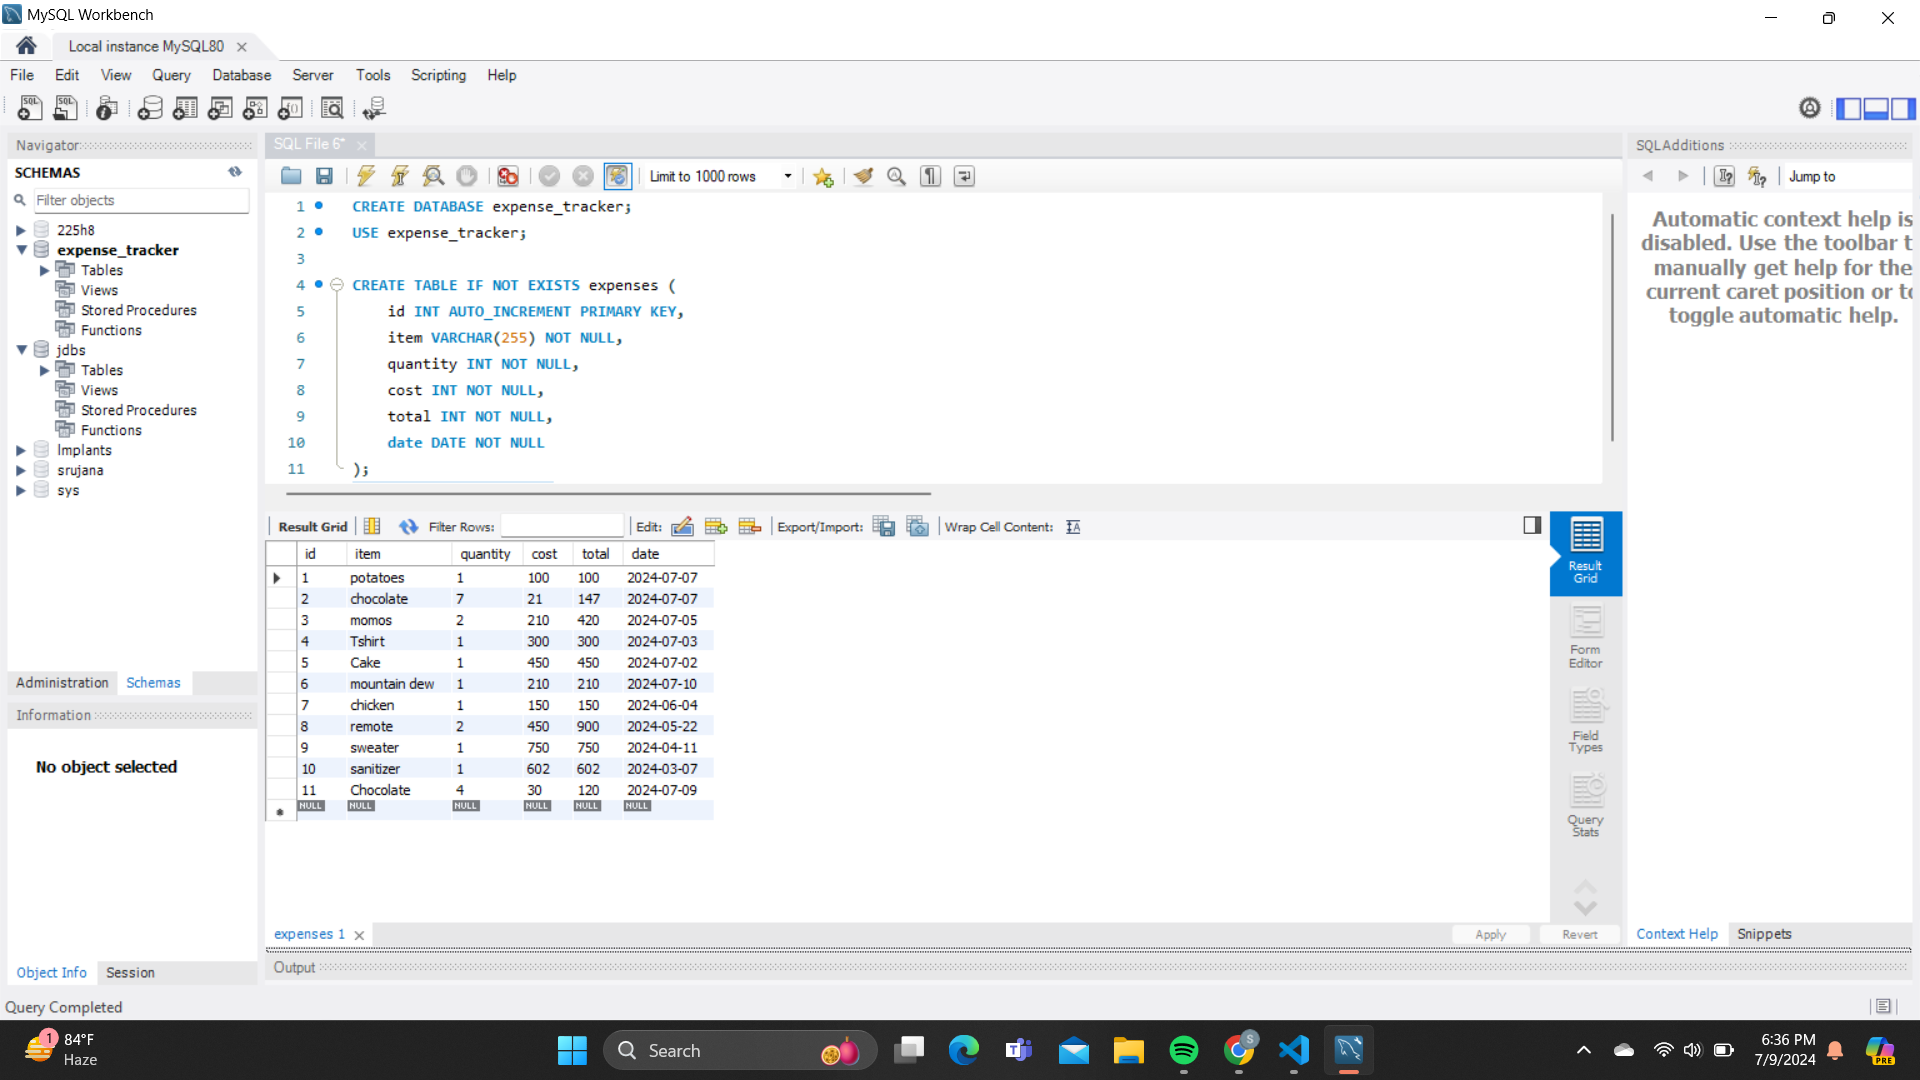 MySQL Workbench
Local instance MySQL80
File Edit View Query Database Server Tools Scripting Help
Navigator
SCHEMAS
Filter objects
225h8
expense_tracker
Tables
Views
Stored Procedures
Functions
jdbs
Tables
Views
Stored Procedures
Functions
lmplants
srujana
sys
Administration Schemas
Information
No object selected
Object Info Session
SQL File 6*
Limit to 1000 rows
1 CREATE DATABASE expense_tracker;
2 USE expense_tracker;
3
4 CREATE TABLE IF NOT EXISTS expenses (
5 id INT AUTO_INCREMENT PRIMARY KEY,
6 item VARCHAR(255) NOT NULL,
7 quantity INT NOT NULL,
8 cost INT NOT NULL,
9 total INT NOT NULL,
10 date DATE NOT NULL
11 );
Result Grid Filter Rows: Edit: Export/Import: Wrap Cell Content:
id item quantity cost total date
1 potatoes 1 100 100 2024-07-07
2 chocolate 7 21 147 2024-07-07
3 momos 2 210 420 2024-07-05
4 Tshirt 1 300 300 2024-07-03
5 Cake 1 450 450 2024-07-02
6 mountain dew 1 210 210 2024-07-10
7 chicken 1 150 150 2024-06-04
8 remote 2 450 900 2024-05-22
9 sweater 1 750 750 2024-04-11
10 sanitizer 1 602 602 2024-03-07
11 Chocolate 4 30 120 2024-07-09
NULL NULL NULL NULL NULL NULL
Result
Grid
Form
Editor
Field
Types
Query
Stats
expenses 1
Apply Revert
Output
SQLAdditions
Jump to
Automatic context help is
disabled. Use the toolbar t
manually get help for the
current caret position or to
toggle automatic help.
Context Help Snippets
Query Completed
1
84°F
Haze
Search
S
6:36 PM
7/9/2024
PRE